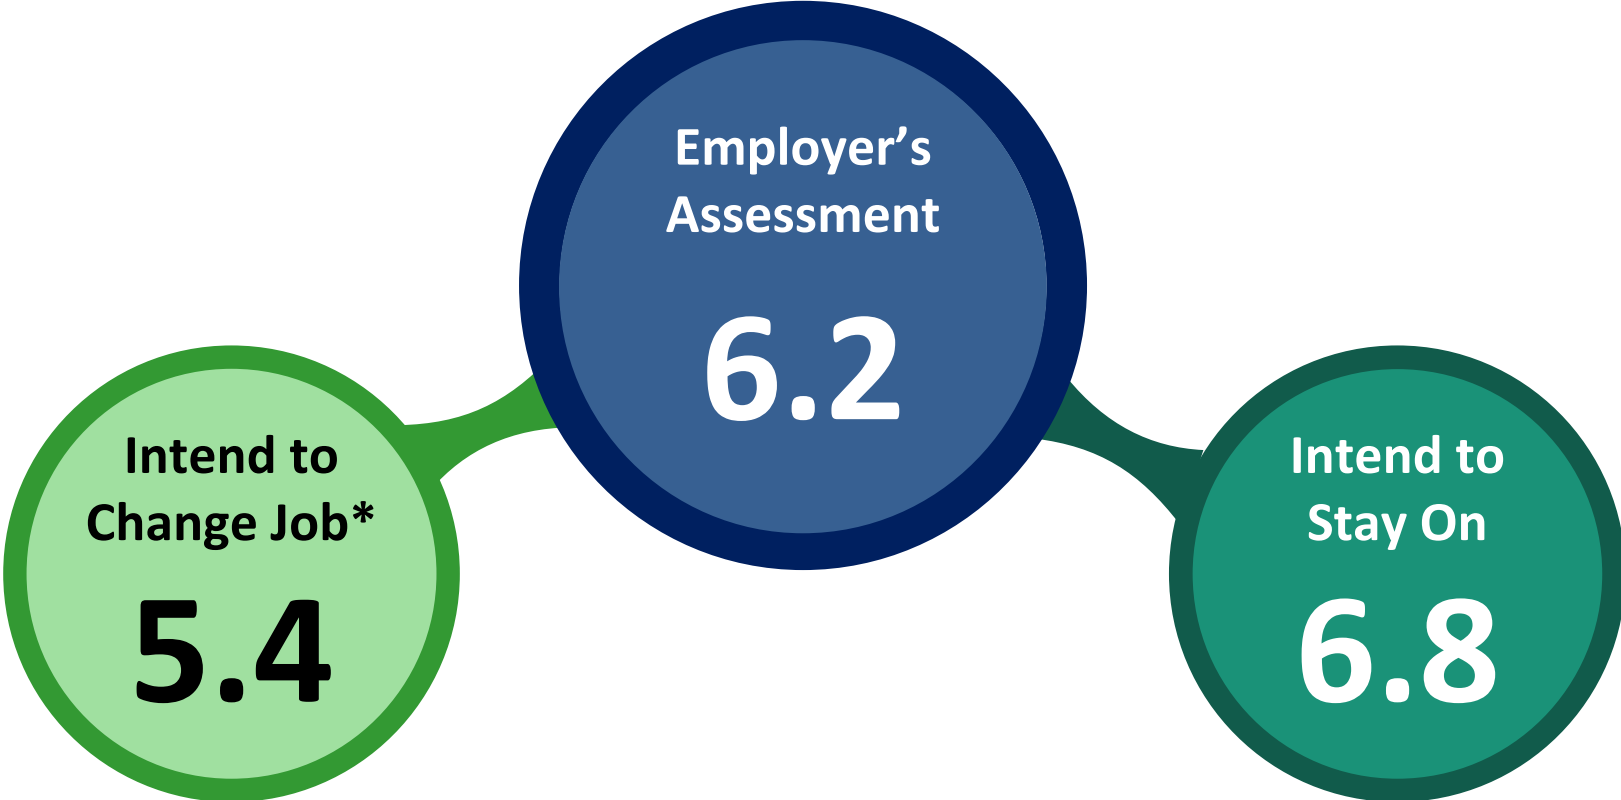 Employer’s
Assessment
6.2
Intend to
Change Job*
5.4
Intend to
Stay On
6.8